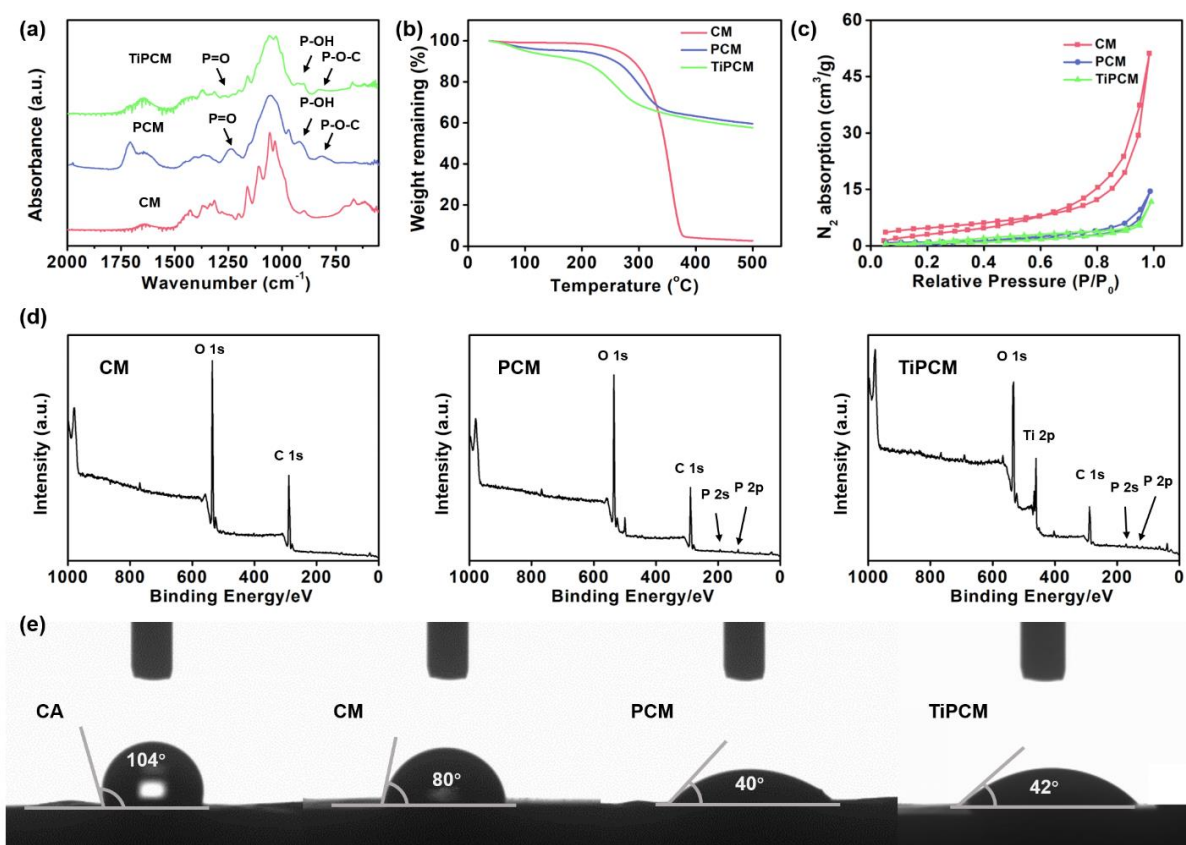 (a)
TiPCM
P=O
P-OH
P-O-C
PCM
P=O
P-OH
P-O-C
CM
Absorbance (a.u.)
2000 1750 1500 1250 1000 750
Wavenumber (cm⁻¹)
(b)
CM
PCM
TiPCM
Weight remaining (%)
100
80
60
40
20
0
0 100 200 300 400 500
Temperature (°C)
(c)
CM
PCM
TiPCM
N₂ absorption (cm³/g)
60
45
30
15
0
0.0 0.2 0.4 0.6 0.8 1.0
Relative Pressure (P/P₀)
(d)
CM
O 1s
C 1s
Intensity (a.u.)
1000 800 600 400 200 0
Binding Energy/eV
PCM
O 1s
C 1s
P 2s
P 2p
Intensity (a.u.)
1000 800 600 400 200 0
Binding Energy/eV
TiPCM
O 1s
Ti 2p
C 1s
P 2s
P 2p
Intensity (a.u.)
1000 800 600 400 200 0
Binding Energy/eV
(e)
CA
104°
CM
80°
PCM
40°
TiPCM
42°